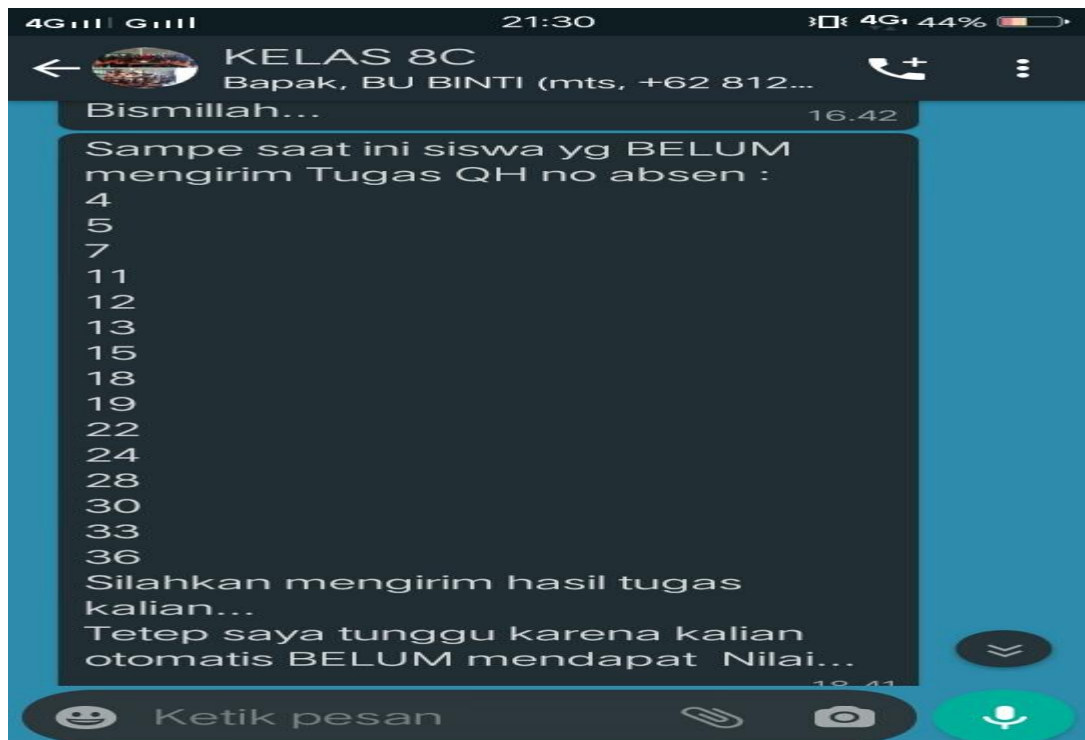 4G 4G
21:30
4G 44%
KELAS 8C
Bapak, BU BINTI (mts, +62 812...
Bismillah...
16.42
Sampe saat ini siswa yg BELUM
mengirim Tugas QH no absen :
4
5
7
11
12
13
15
18
19
22
24
28
30
33
36
Silahkan mengirim hasil tugas
kalian...
Tetep saya tunggu karena kalian
otomatis BELUM mendapat Nilai...
18.41
Ketik pesan